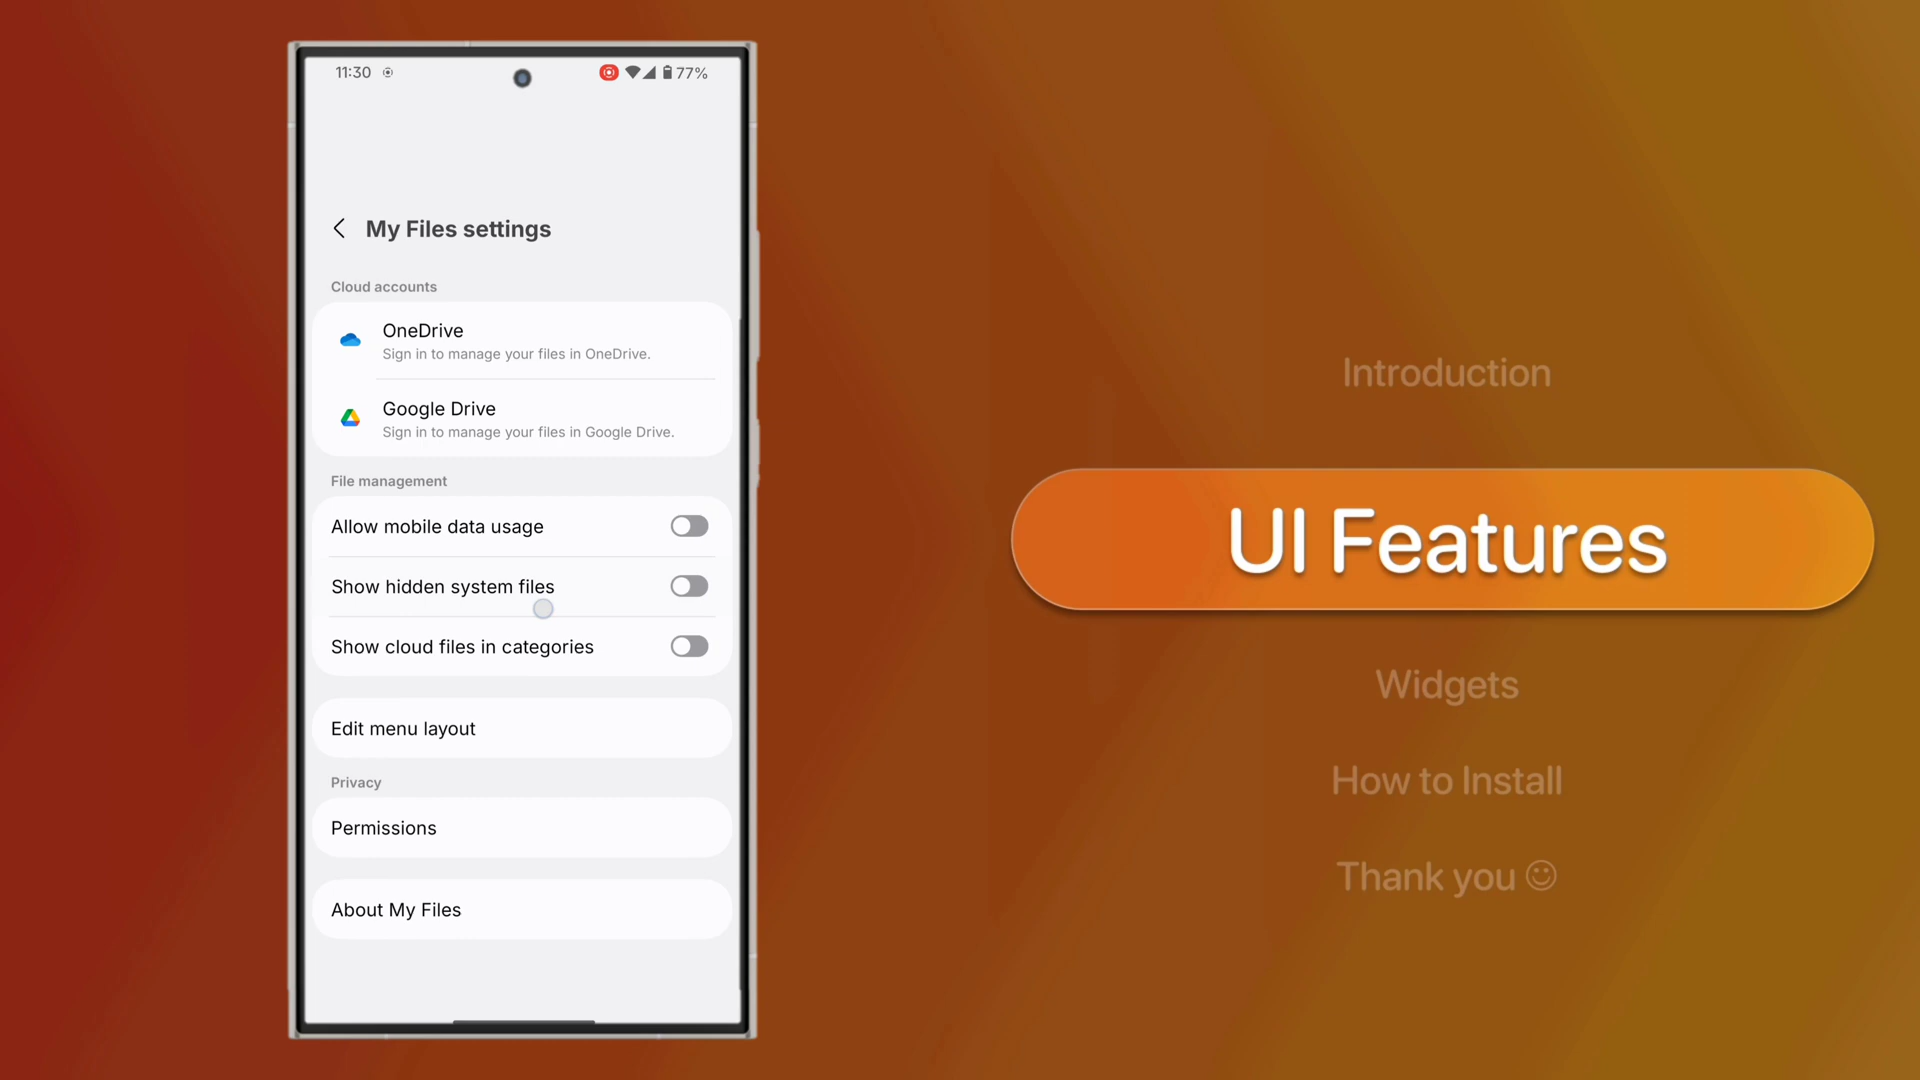 11:30
77%
My Files settings
Cloud accounts
OneDrive
Sign in to manage your files in OneDrive.
Google Drive
Sign in to manage your files in Google Drive.
File management
Allow mobile data usage
Show hidden system files
Show cloud files in categories
Edit menu layout
Privacy
Permissions
About My Files
Introduction
UI Features
Widgets
How to Install
Thank you ☺